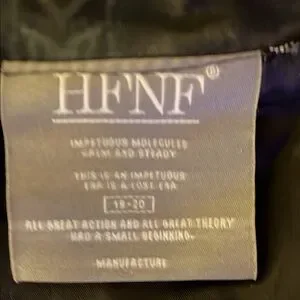 HFNF®
IMPETUOUS MOLECULES
CALM AND STEADY
THIS IS AN IMPETUOUS
ERA IS A LOST ERA
18-20
ALL GREAT ACTION AND ALL GREAT THEORY
HAD A SMALL BEGINNING.
MANUFACTURE